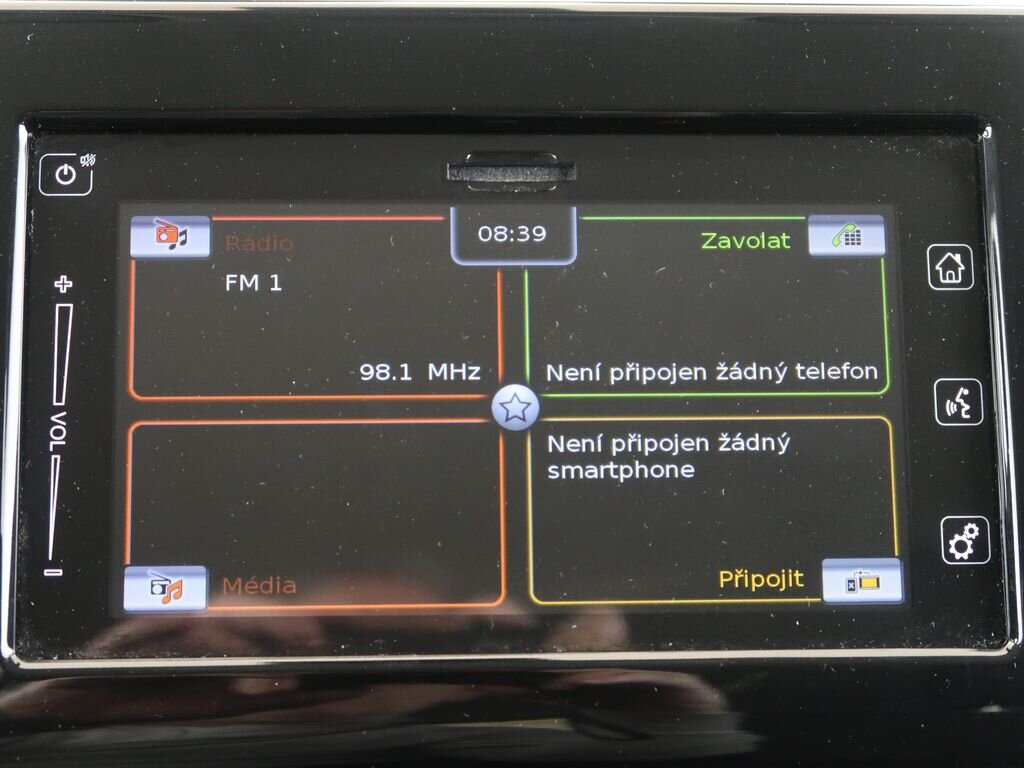 08:39
Rádio
FM 1
98.1 MHz
Zavolat
Není připojen žádný telefon
Není připojen žádný
smartphone
Média
Připojit
+
VOL
-